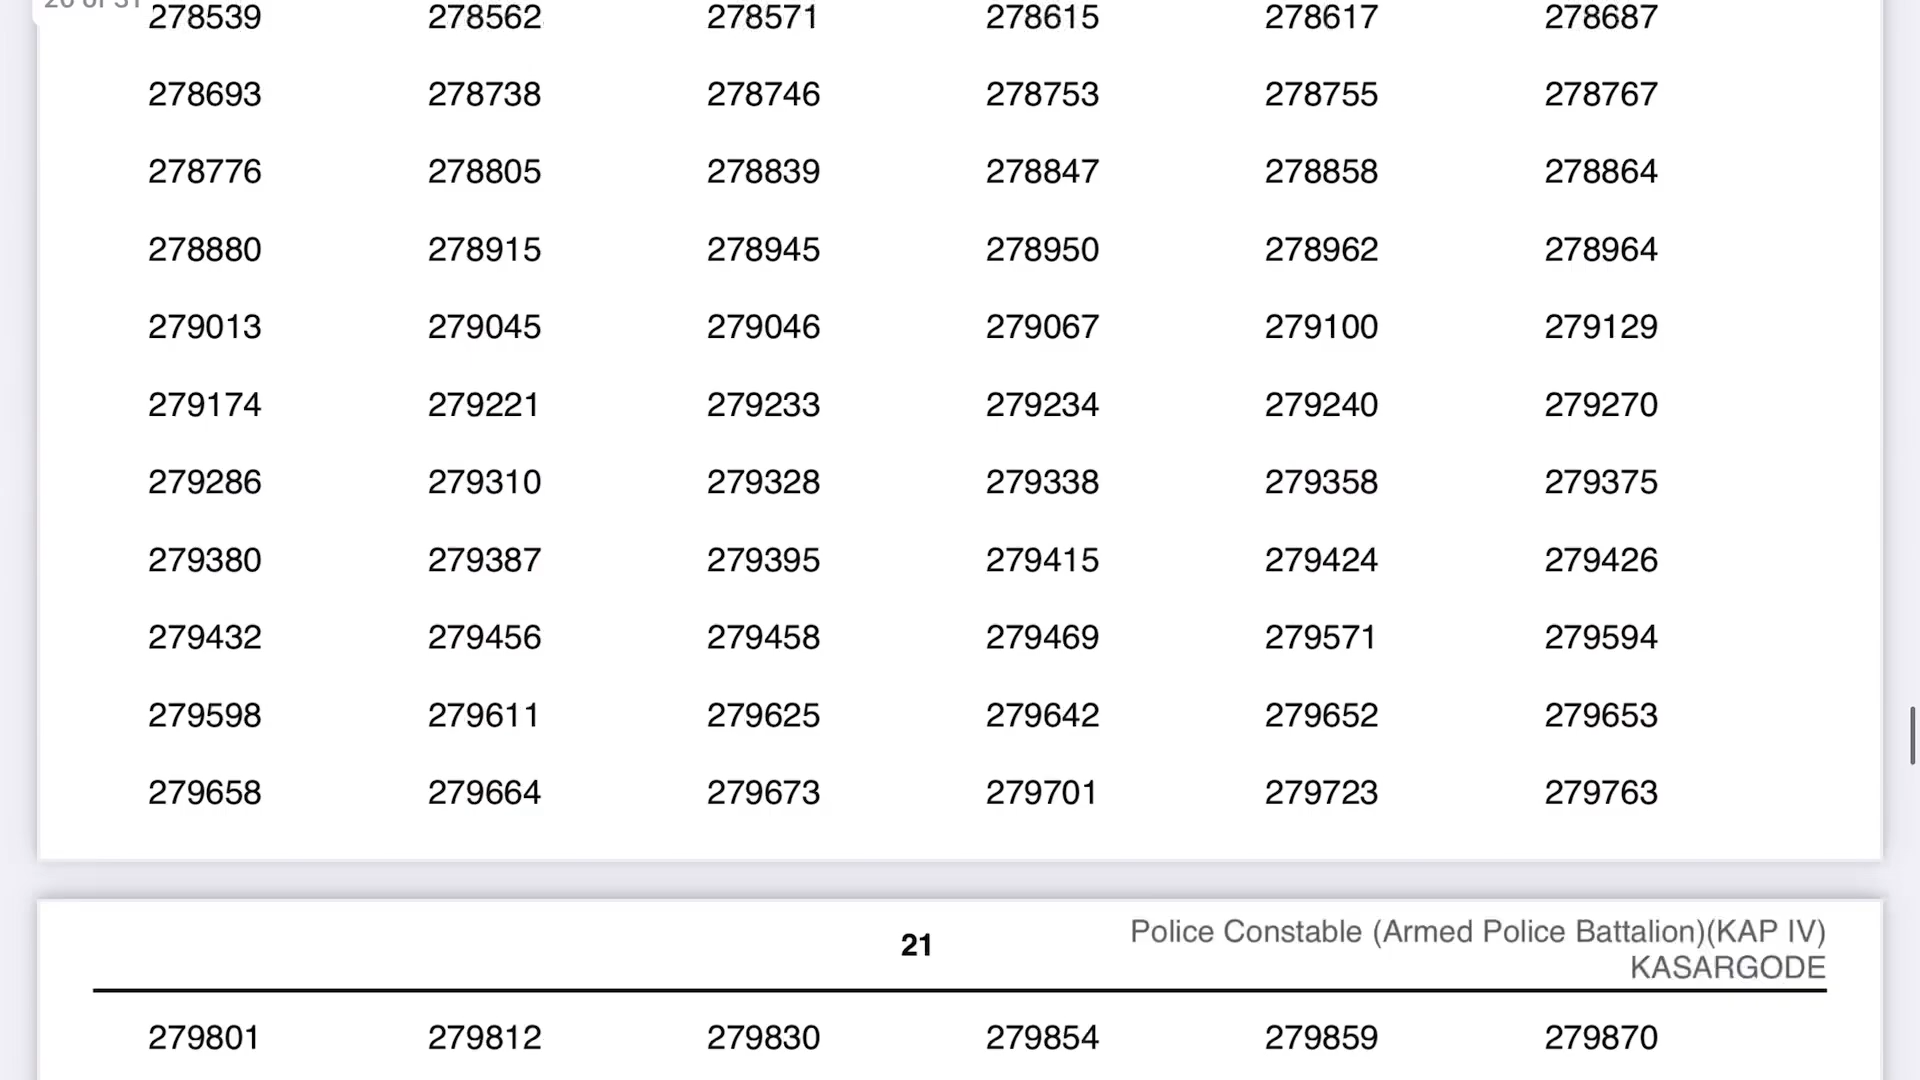 278539 278562 278571 278615 278617 278687
278693 278738 278746 278753 278755 278767
278776 278805 278839 278847 278858 278864
278880 278915 278945 278950 278962 278964
279013 279045 279046 279067 279100 279129
279174 279221 279233 279234 279240 279270
279286 279310 279328 279338 279358 279375
279380 279387 279395 279415 279424 279426
279432 279456 279458 279469 279571 279594
279598 279611 279625 279642 279652 279653
279658 279664 279673 279701 279723 279763
21 Police Constable (Armed Police Battalion)(KAP IV)
KASARGODE
279801 279812 279830 279854 279859 279870